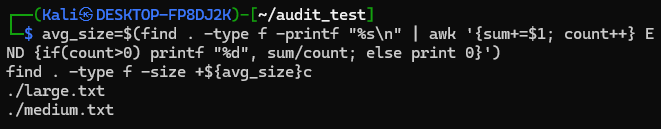 ┌──(Kali㉿DESKTOP-FP8DJ2K)-[~/audit_test]
└─$ avg_size=$(find . -type f -printf "%s\n" | awk '{sum+=$1; count++} E
ND {if(count>0) printf "%d", sum/count; else print 0}')
find . -type f -size +${avg_size}c
./large.txt
./medium.txt